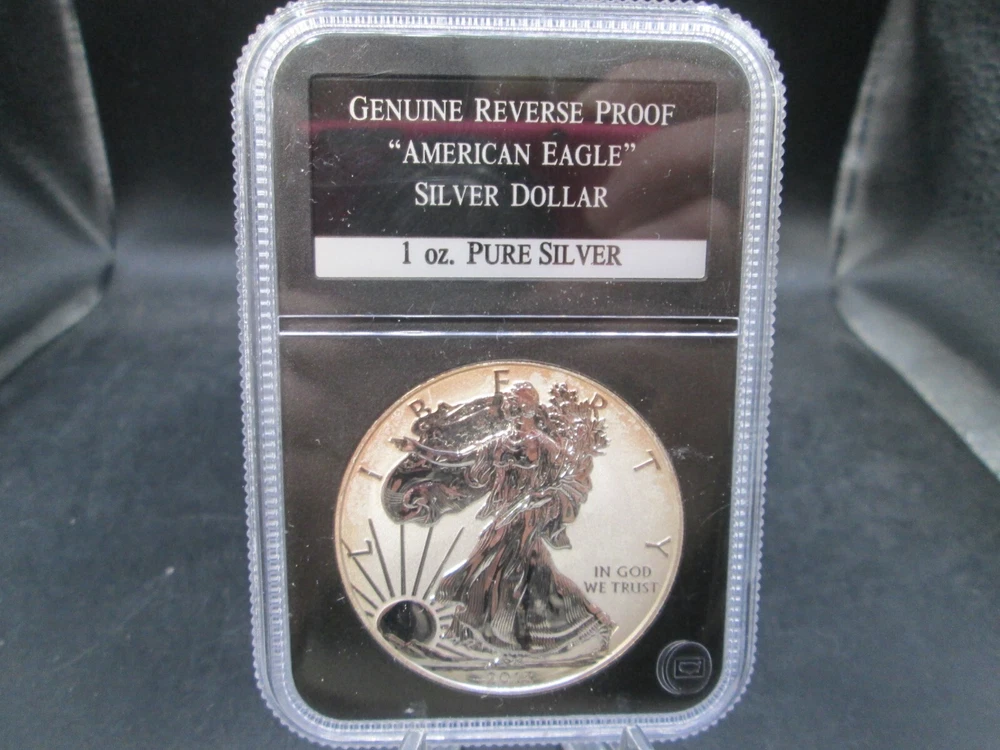 GENUINE REVERSE PROOF
“AMERICAN EAGLE”
SILVER DOLLAR
1 oz. PURE SILVER
LIBERTY
IN GOD
WE TRUST